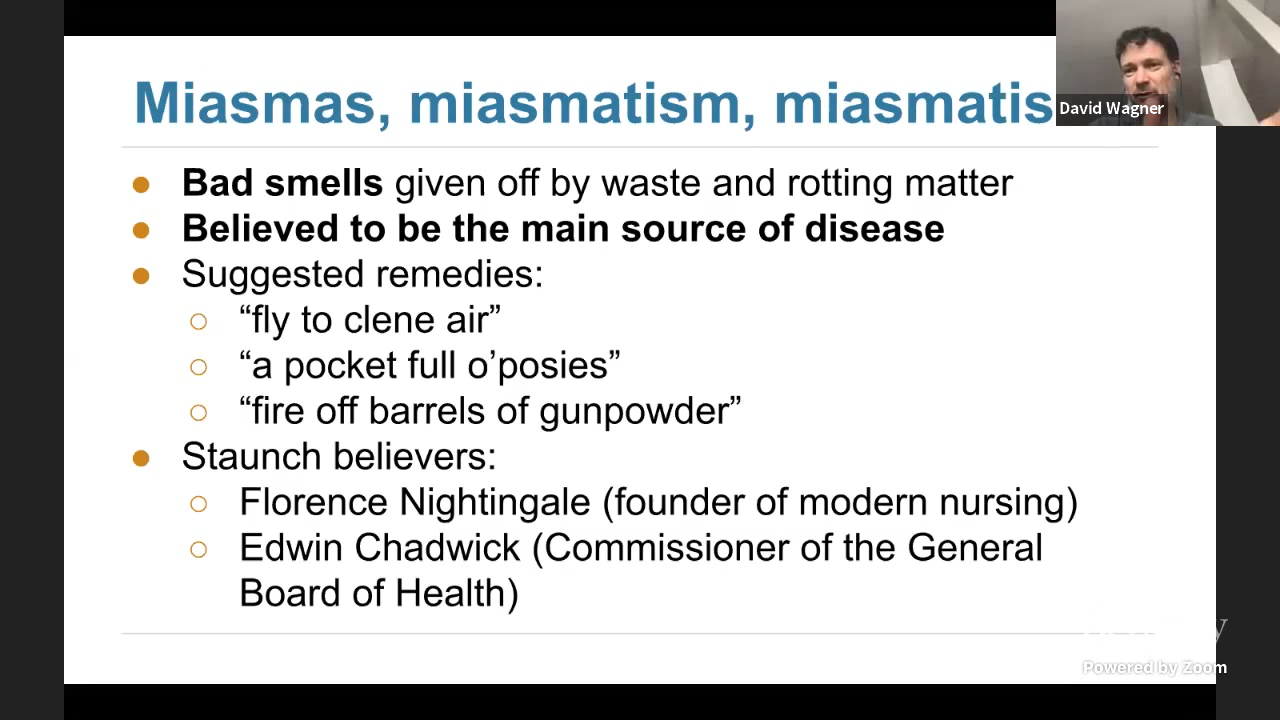 Miasmas, miasmatism, miasmatis
David Wagner
● Bad smells given off by waste and rotting matter
● Believed to be the main source of disease
● Suggested remedies:
○ “fly to clene air”
○ “a pocket full o’posies”
○ “fire off barrels of gunpowder”
● Staunch believers:
○ Florence Nightingale (founder of modern nursing)
○ Edwin Chadwick (Commissioner of the General
Board of Health)
Powered by Zoom